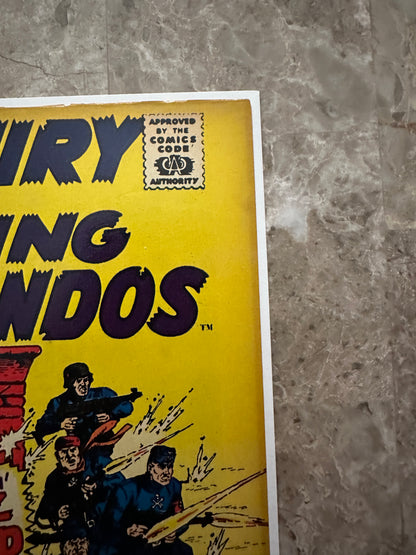 URY
APPROVED
BY THE
COMICS
CODE
CA
AUTHORITY
ING
NDOS
TM